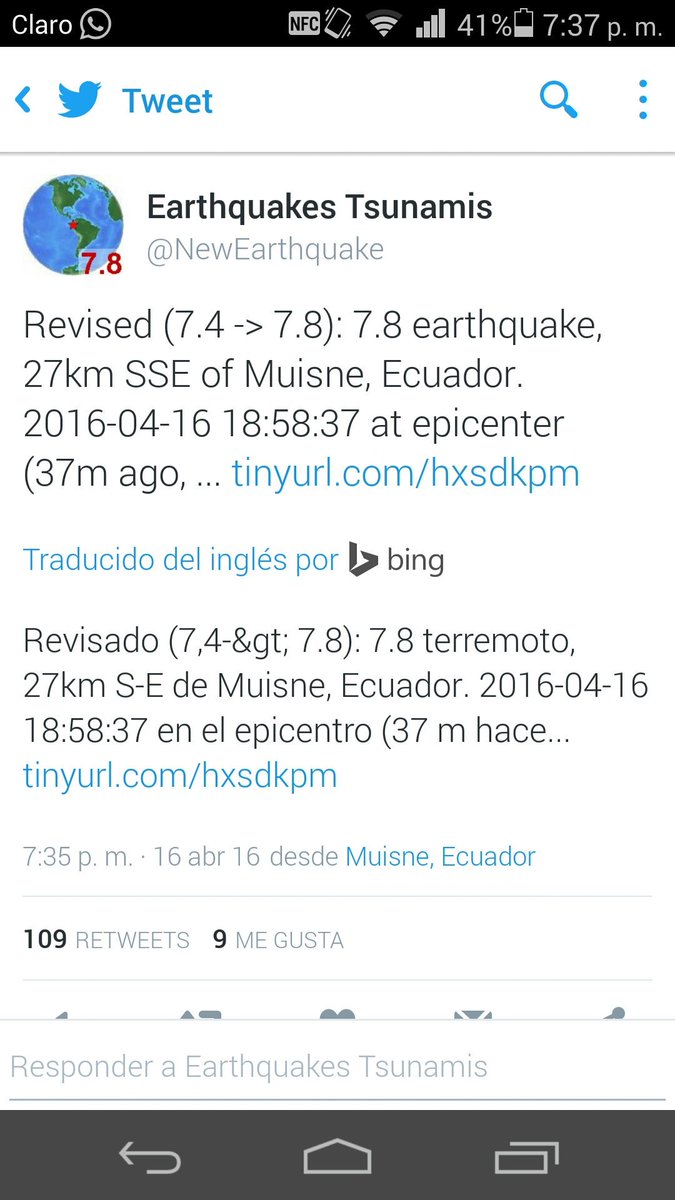 Claro
NFC 41% 7:37 p. m.
Tweet
Earthquakes Tsunamis
@NewEarthquake
7.8
Revised (7.4 -> 7.8): 7.8 earthquake,
27km SSE of Muisne, Ecuador.
2016-04-16 18:58:37 at epicenter
(37m ago, ... tinyurl.com/hxsdkpm
Traducido del inglés por bing
Revisado (7,4-&gt; 7.8): 7.8 terremoto,
27km S-E de Muisne, Ecuador. 2016-04-16
18:58:37 en el epicentro (37 m hace...
tinyurl.com/hxsdkpm
7:35 p. m. · 16 abr 16 desde Muisne, Ecuador
109 RETWEETS 9 ME GUSTA
Responder a Earthquakes Tsunamis